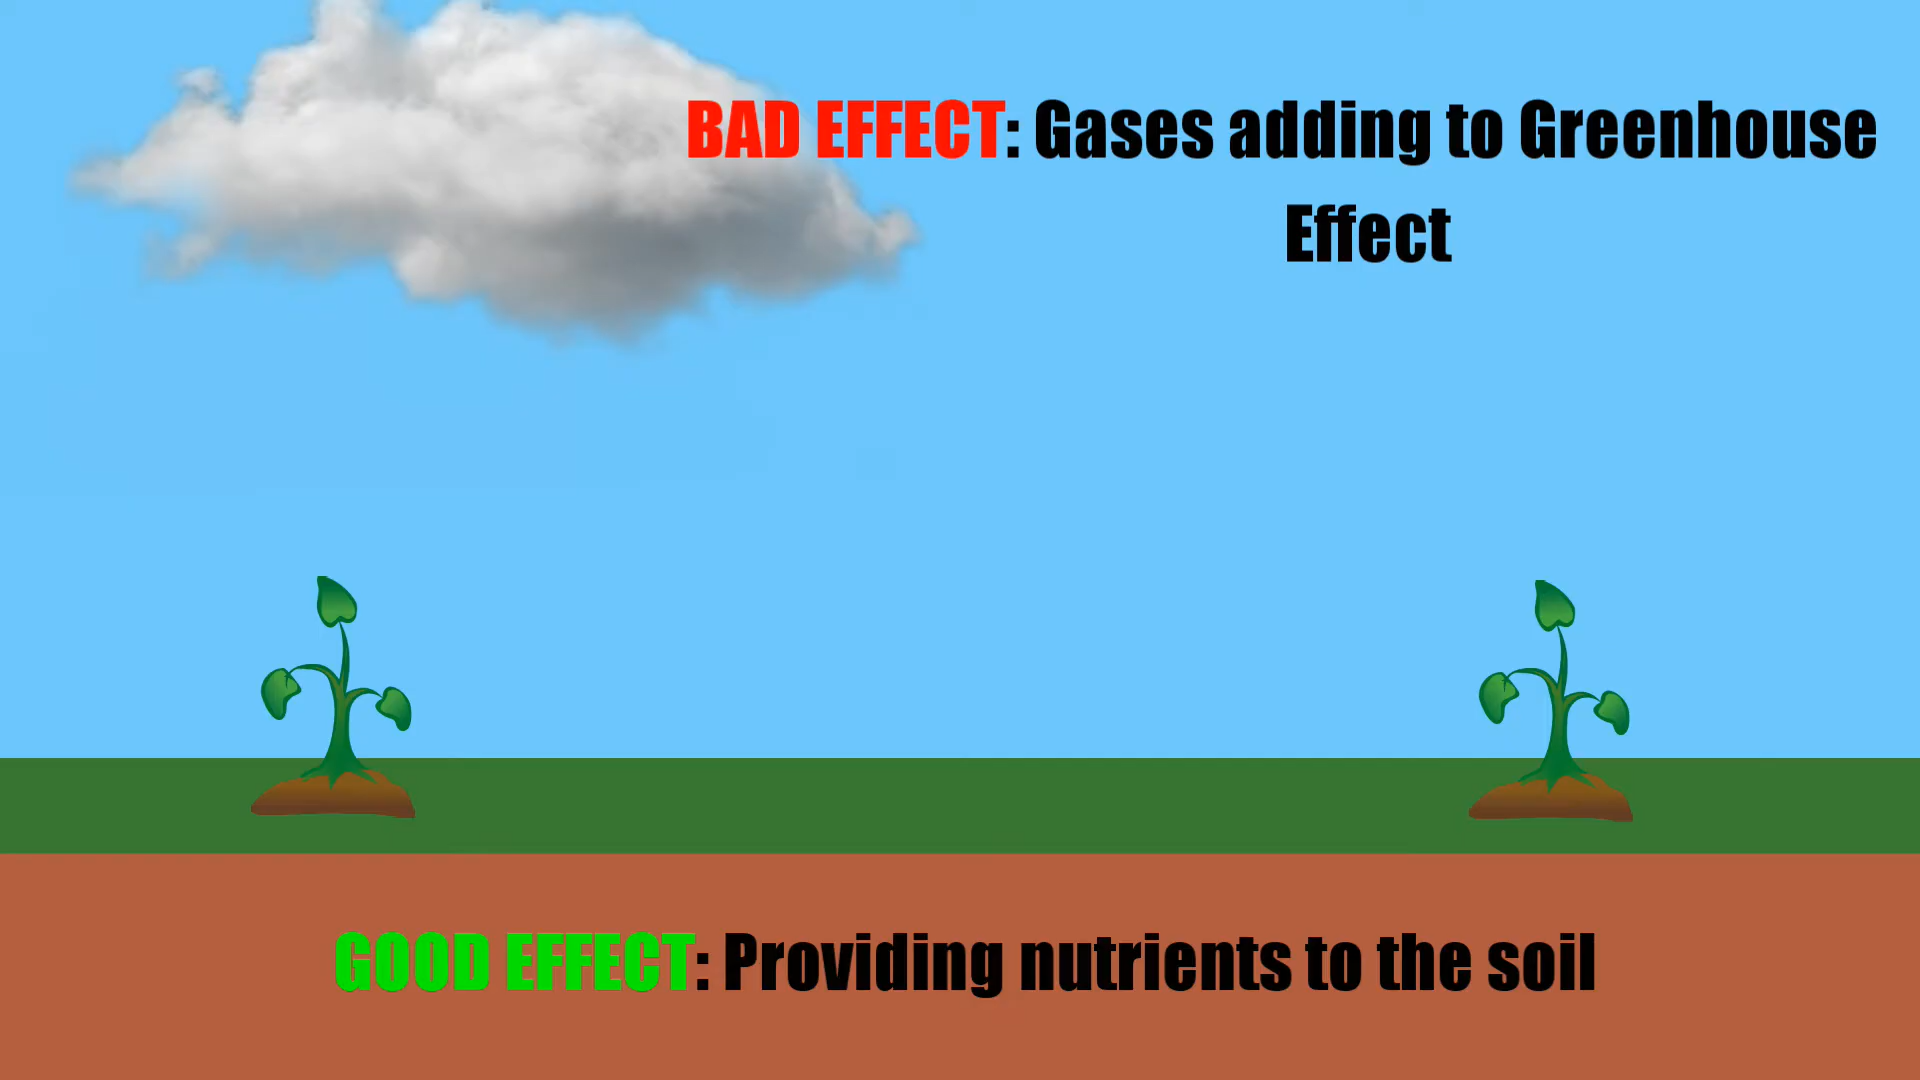 BAD EFFECT: Gases adding to Greenhouse
Effect
GOOD EFFECT: Providing nutrients to the soil